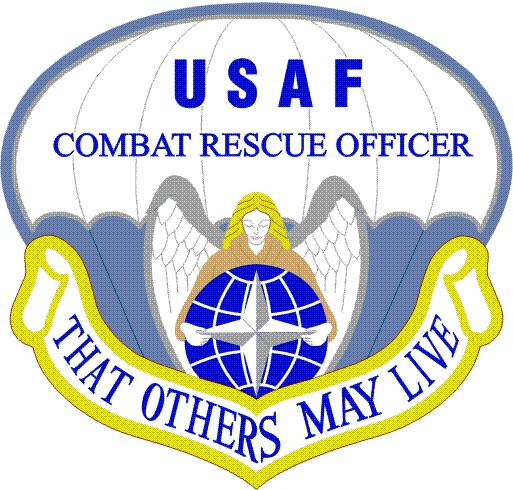 USAF
COMBAT RESCUE OFFICER
THAT OTHERS MAY LIVE